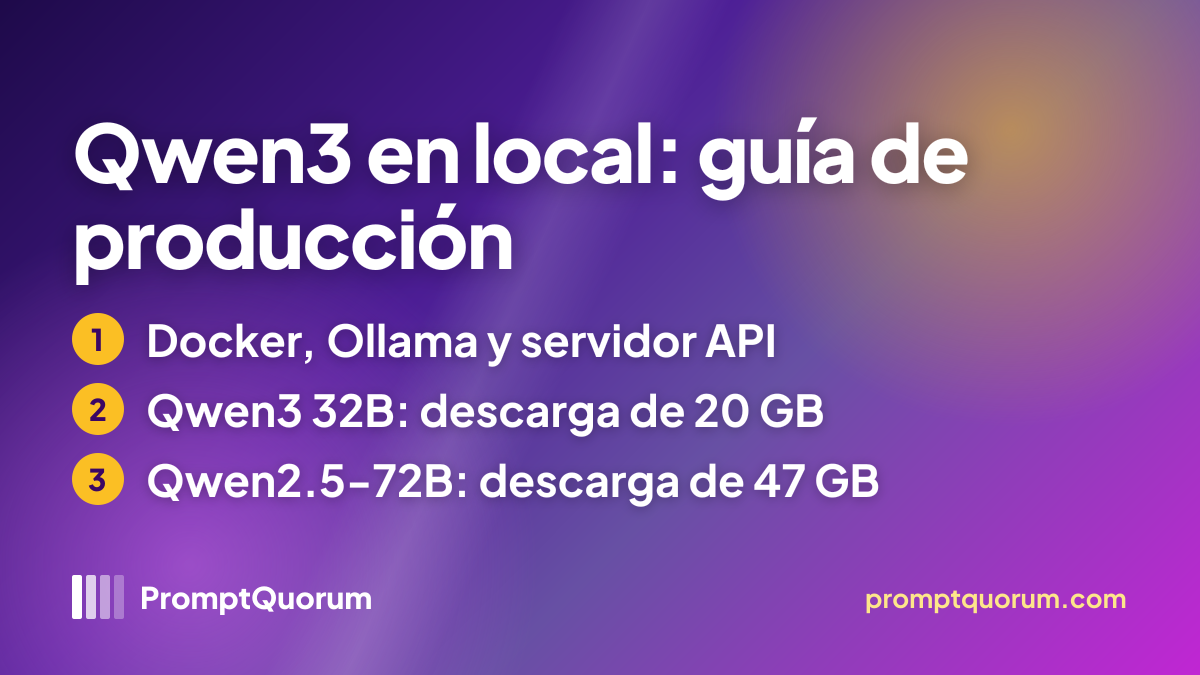 Qwen3 en local: guía de
producción
1 Docker, Ollama y servidor API
2 Qwen3 32B: descarga de 20 GB
3 Qwen2.5-72B: descarga de 47 GB
PromptQuorum
promptquorum.com